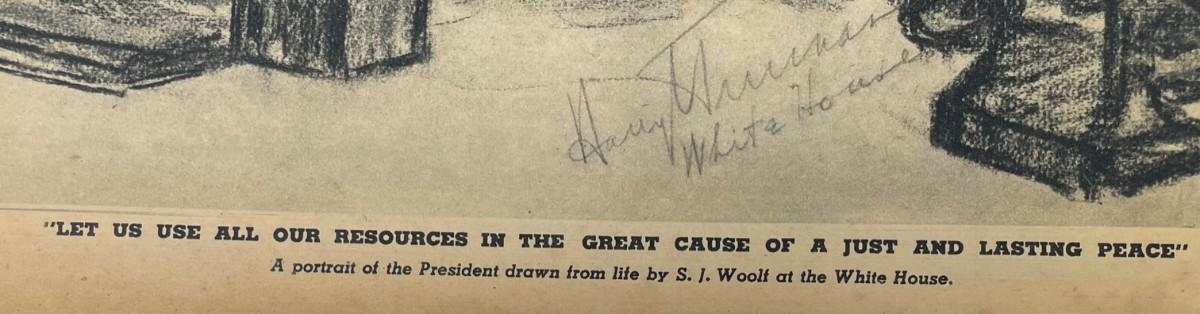 Harry Truman
White House
"LET US USE ALL OUR RESOURCES IN THE GREAT CAUSE OF A JUST AND LASTING PEACE"
A portrait of the President drawn from life by S. J. Woolf at the White House.